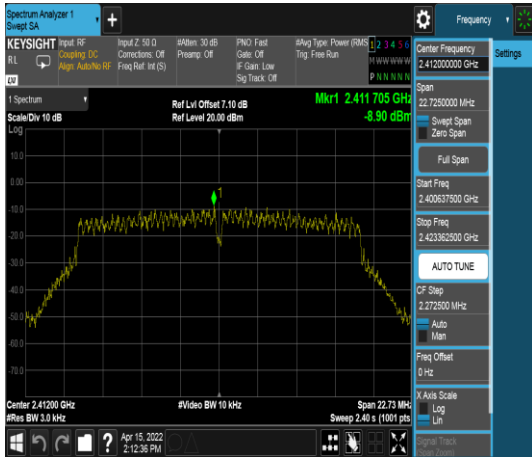 Spectrum Analyzer 1
Swept SA
+
Frequency
KEYSIGHT
RL
Input: RF
Coupling: DC
Align: Auto/No RF
Input Z: 50 Ω
Corrections: Off
Freq Ref: Int (S)
#Atten: 30 dB
Preamp: Off
PNO: Fast
Gate: Off
IF Gain: Low
Sig Track: Off
#Avg Type: Power (RMS
Trig: Free Run
1 2 3 4 5 6
M W W W W W
P N N N N N
LXI
1 Spectrum
Scale/Div 10 dB
Ref Lvl Offset 7.10 dB
Ref Level 20.00 dBm
Mkr1 2.411 705 GHz
-8.90 dBm
Log
10.0
0.00
-10.0
-20.0
-30.0
-40.0
-50.0
-60.0
-70.0
1
Center 2.41200 GHz
#Res BW 3.0 kHz
#Video BW 10 kHz
Span 22.73 MHz
Sweep 2.40 s (1001 pts)
?
Apr 15, 2022
2:12:36 PM
Settings
Center Frequency
2.412000000 GHz
Span
22.7250000 MHz
Swept Span
Zero Span
Full Span
Start Freq
2.400637500 GHz
Stop Freq
2.423362500 GHz
AUTO TUNE
CF Step
2.272500 MHz
Auto
Man
Freq Offset
0 Hz
X Axis Scale
Log
Lin
Signal Track
(Span Zoom)